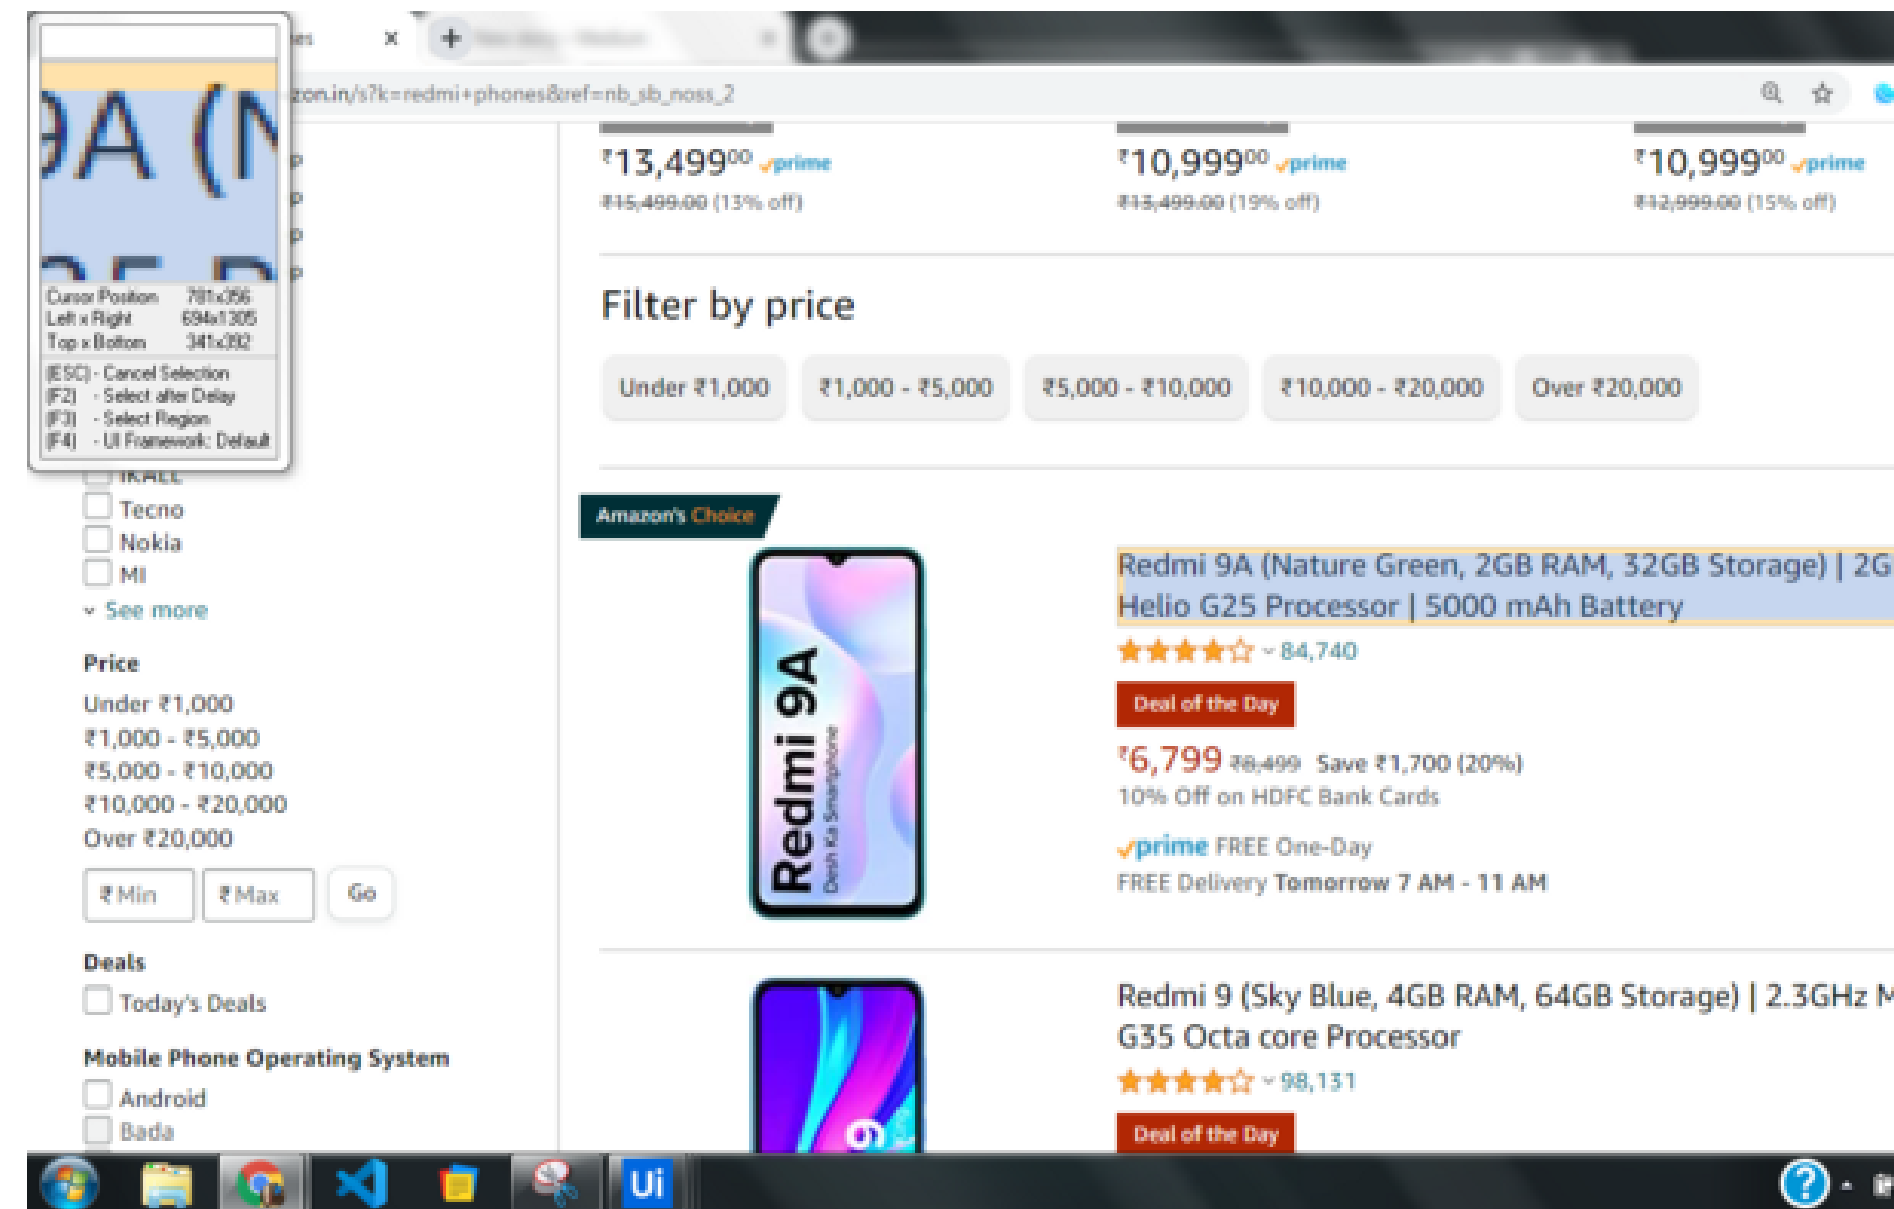 es × +
zon.in/s?k=redmi+phones&ref=nb_sb_noss_2
9A (N
Cursor Position 781x356
Left x Right 694x1305
Top x Bottom 341x392
(ESC) - Cancel Selection
(F2) - Select after Delay
(F3) - Select Region
(F4) - UI Framework: Default
p
p
p
p
IKALL
Tecno
Nokia
MI
See more
Price
Under ₹1,000
₹1,000 - ₹5,000
₹5,000 - ₹10,000
₹10,000 - ₹20,000
Over ₹20,000
₹ Min ₹ Max Go
Deals
Today's Deals
Mobile Phone Operating System
Android
Bada
₹13,499⁰⁰ prime ₹10,999⁰⁰ prime ₹10,999⁰⁰ prime
₹15,499.00 (13% off) ₹13,499.00 (19% off) ₹12,999.00 (15% off)
Filter by price
Under ₹1,000 ₹1,000 - ₹5,000 ₹5,000 - ₹10,000 ₹10,000 - ₹20,000 Over ₹20,000
Amazon's Choice
Redmi 9A
Desh Ka Smartphone
Redmi 9A (Nature Green, 2GB RAM, 32GB Storage) | 2G
Helio G25 Processor | 5000 mAh Battery
84,740
Deal of the Day
₹6,799 ₹8,499 Save ₹1,700 (20%)
10% Off on HDFC Bank Cards
prime FREE One-Day
FREE Delivery Tomorrow 7 AM - 11 AM
9
Redmi 9 (Sky Blue, 4GB RAM, 64GB Storage) | 2.3GHz M
G35 Octa core Processor
98,131
Deal of the Day
Ui
?